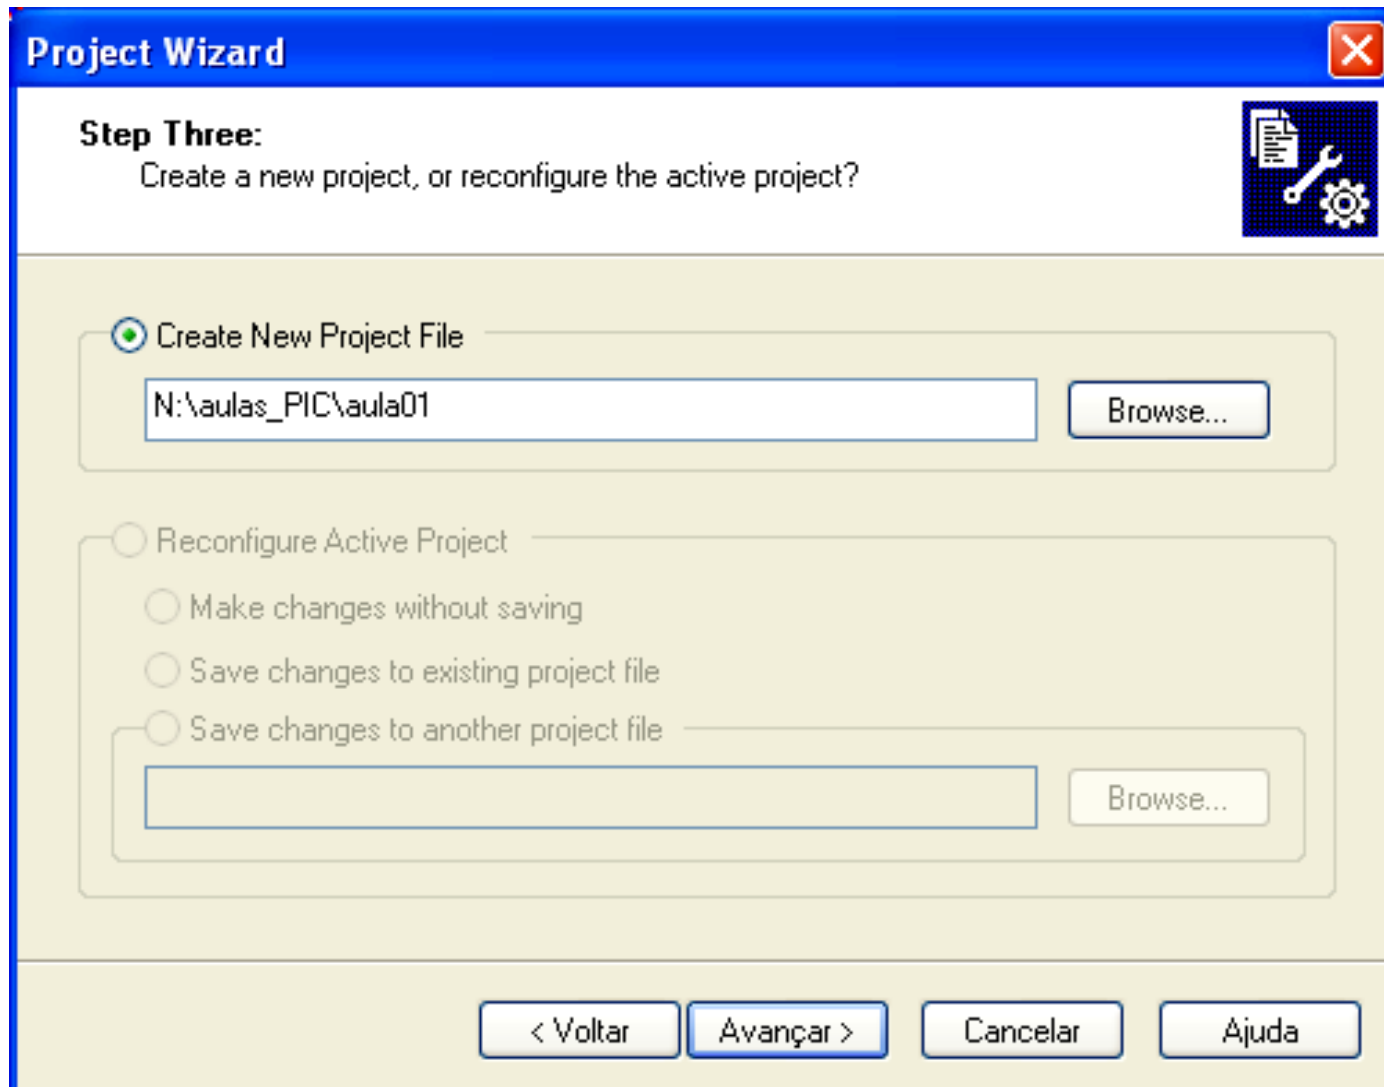 Project Wizard
Step Three:
Create a new project, or reconfigure the active project?
Create New Project File
N:\aulas_PIC\aula01
Browse...
Reconfigure Active Project
Make changes without saving
Save changes to existing project file
Save changes to another project file
Browse...
< Voltar
Avançar >
Cancelar
Ajuda